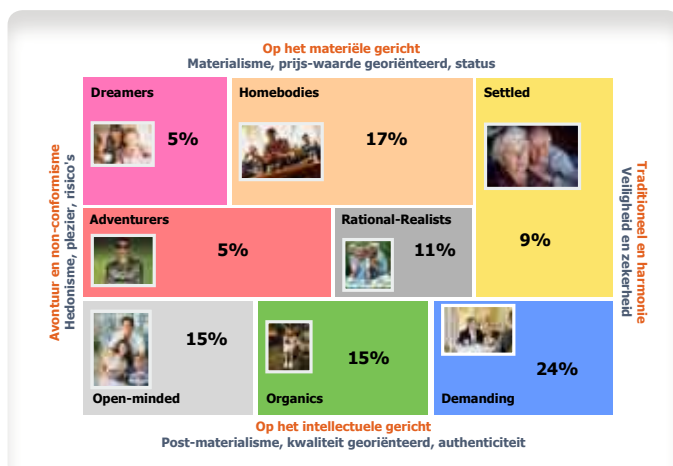 Op het materiële gericht
Materialisme, prijs-waarde georiënteerd, status
Avontuur en non-conformisme
Hedonisme, plezier, risico's
Dreamers
5%
Homebodies
17%
Settled
9%
Adventurers
5%
Rational-Realists
11%
15%
Open-minded
15%
Organics
24%
Demanding
Traditioneel en harmonie
Veiligheid en zekerheid
Op het intellectuele gericht
Post-materialisme, kwaliteit georiënteerd, authenticiteit